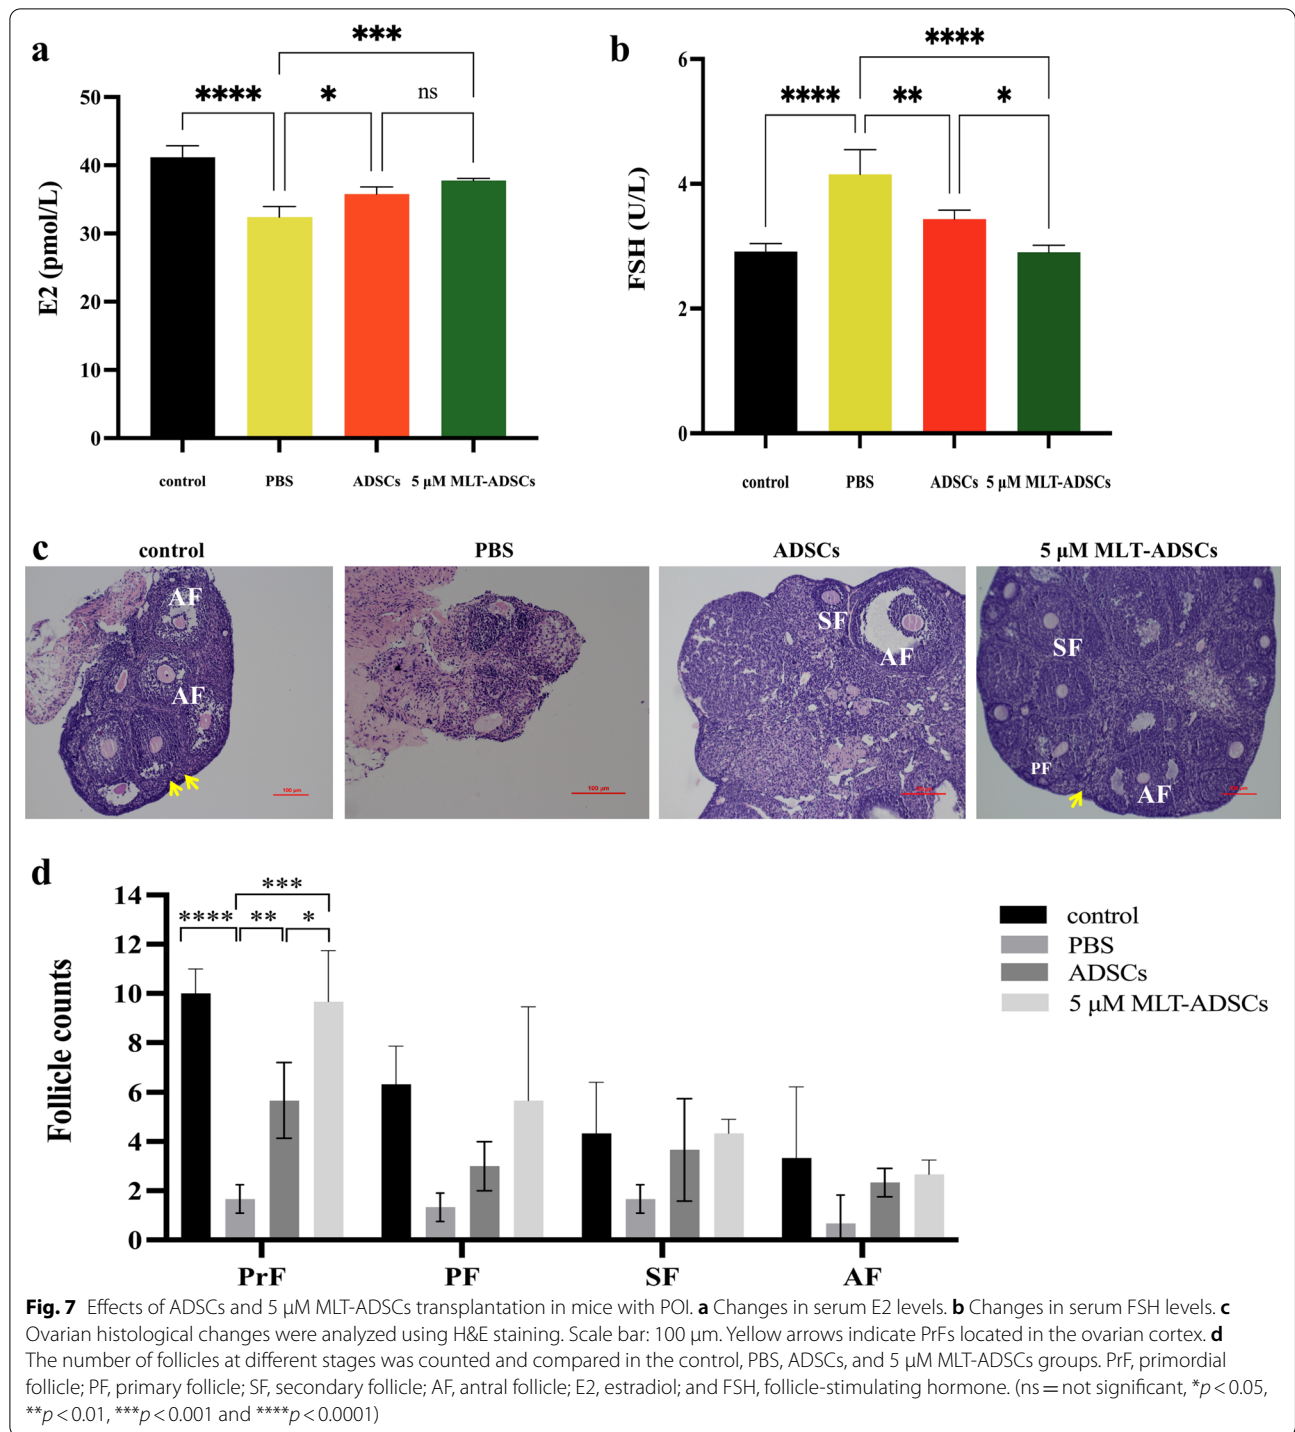 a
***
****
*
ns
50
40
30
20
10
0
E2 (pmol/L)
control
PBS
ADSCs
5 μM MLT-ADSCs
b
****
****
**
*
6
4
2
0
FSH (U/L)
control
PBS
ADSCs
5 μM MLT-ADSCs
c
control
PBS
ADSCs
5 μM MLT-ADSCs
AF
AF
100 μm
100 μm
SF
AF
SF
PF
AF
d
***
****
**
*
14
12
10
8
6
4
2
0
Follicle counts
PrF
PF
SF
AF
control
PBS
ADSCs
5 μM MLT-ADSCs
Fig. 7 Effects of ADSCs and 5 μM MLT-ADSCs transplantation in mice with POI. a Changes in serum E2 levels. b Changes in serum FSH levels. c
Ovarian histological changes were analyzed using H&E staining. Scale bar: 100 μm. Yellow arrows indicate PrFs located in the ovarian cortex. d
The number of follicles at different stages was counted and compared in the control, PBS, ADSCs, and 5 μM MLT-ADSCs groups. PrF, primordial
follicle; PF, primary follicle; SF, secondary follicle; AF, antral follicle; E2, estradiol; and FSH, follicle-stimulating hormone. (ns = not significant, *p < 0.05,
**p < 0.01, ***p < 0.001 and ****p < 0.0001)